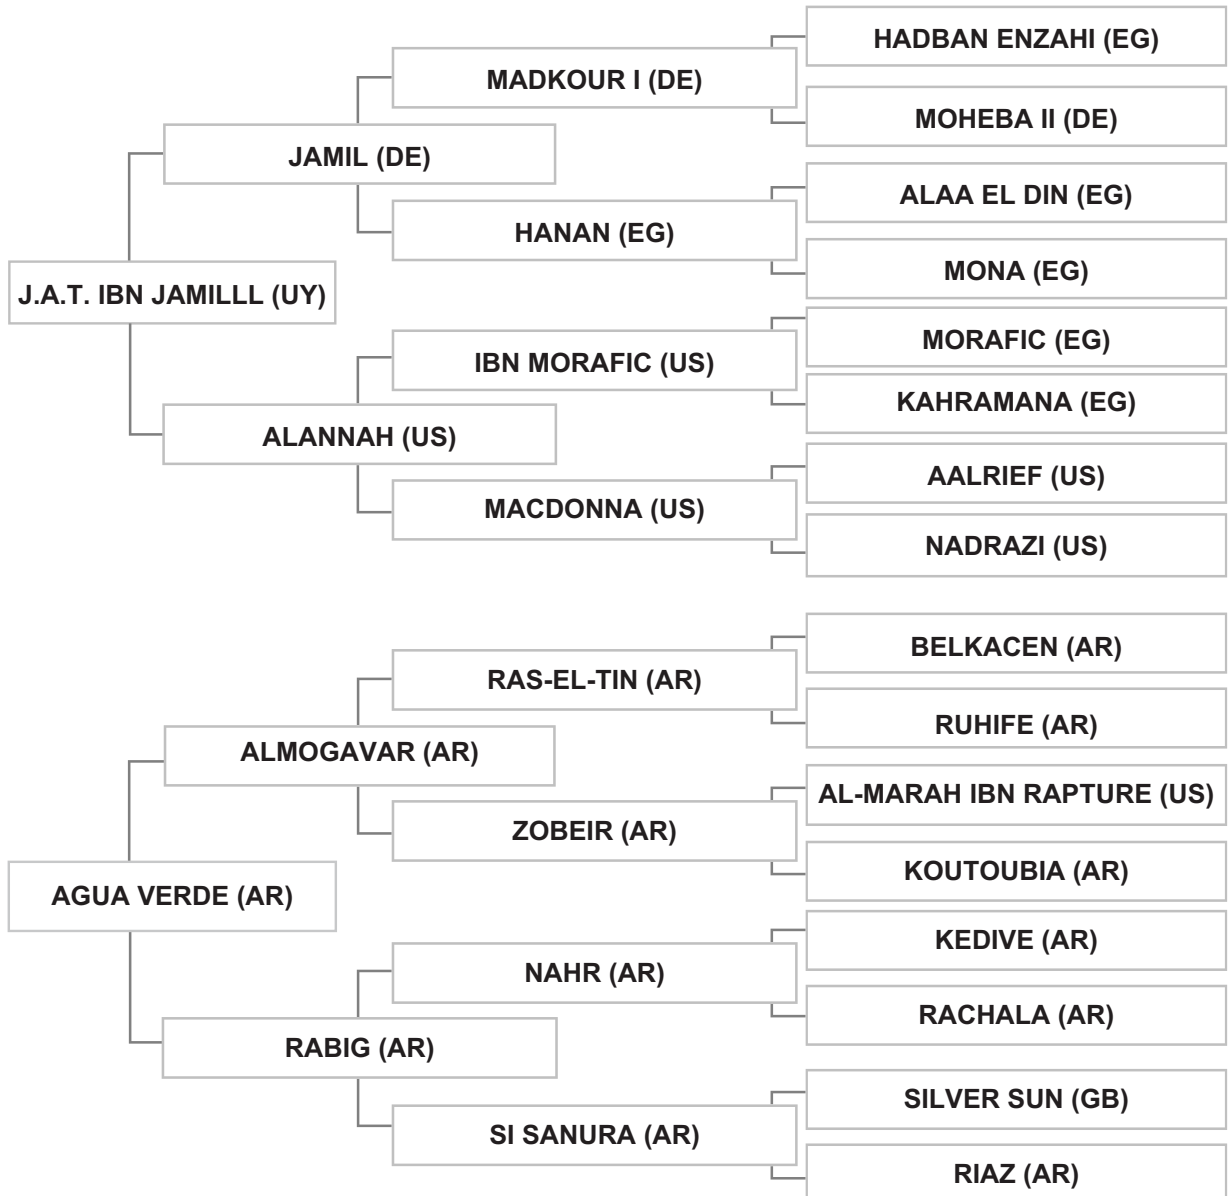 HADBAN ENZAHI (EG)
MADKOUR I (DE)
MOHEBA II (DE)
JAMIL (DE)
ALAA EL DIN (EG)
HANAN (EG)
MONA (EG)
J.A.T. IBN JAMILLL (UY)
MORAFIC (EG)
IBN MORAFIC (US)
KAHRAMANA (EG)
ALANNAH (US)
AALRIEF (US)
MACDONNA (US)
NADRAZI (US)
BELKACEN (AR)
RAS-EL-TIN (AR)
RUHIFE (AR)
ALMOGAVAR (AR)
AL-MARAH IBN RAPTURE (US)
ZOBEIR (AR)
KOUTOUBIA (AR)
AGUA VERDE (AR)
KEDIVE (AR)
NAHR (AR)
RACHALA (AR)
RABIG (AR)
SILVER SUN (GB)
SI SANURA (AR)
RIAZ (AR)